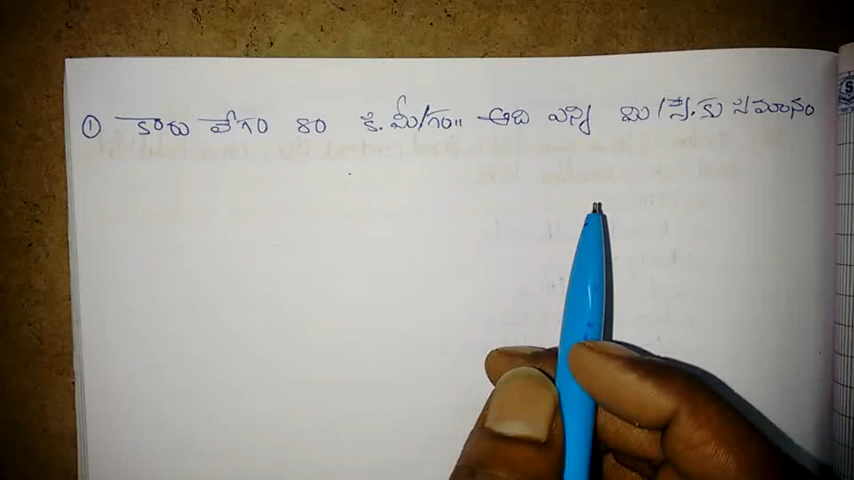 ① కారు వేగం 80 కి.మీ/గం॥ అది ఎన్ని మి/సె.కు సమానం